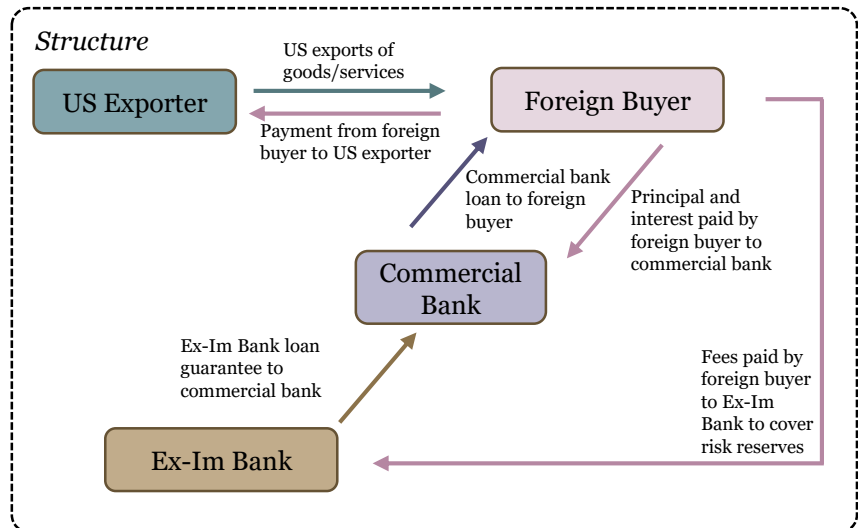 Structure
US exports of
goods/services
US Exporter
Foreign Buyer
Payment from foreign
buyer to US exporter
Commercial bank
loan to foreign
buyer
Principal and
interest paid by
foreign buyer to
commercial bank
Commercial
Bank
Ex-Im Bank loan
guarantee to
commercial bank
Fees paid by
foreign buyer
to Ex-Im
Bank to cover
risk reserves
Ex-Im Bank